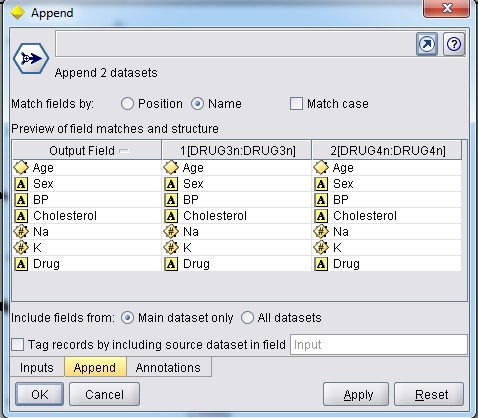 Append
?
Append 2 datasets
Match fields by: Position Name Match case
Preview of field matches and structure
Output Field 1[DRUG3n:DRUG3n] 2[DRUG4n:DRUG4n]
Age Age Age
A Sex A Sex A Sex
A BP A BP A BP
A Cholesterol A Cholesterol A Cholesterol
# Na # Na # Na
# K # K # K
A Drug A Drug A Drug
Include fields from: Main dataset only All datasets
Tag records by including source dataset in field Input
Inputs Append Annotations
OK Cancel Apply Reset